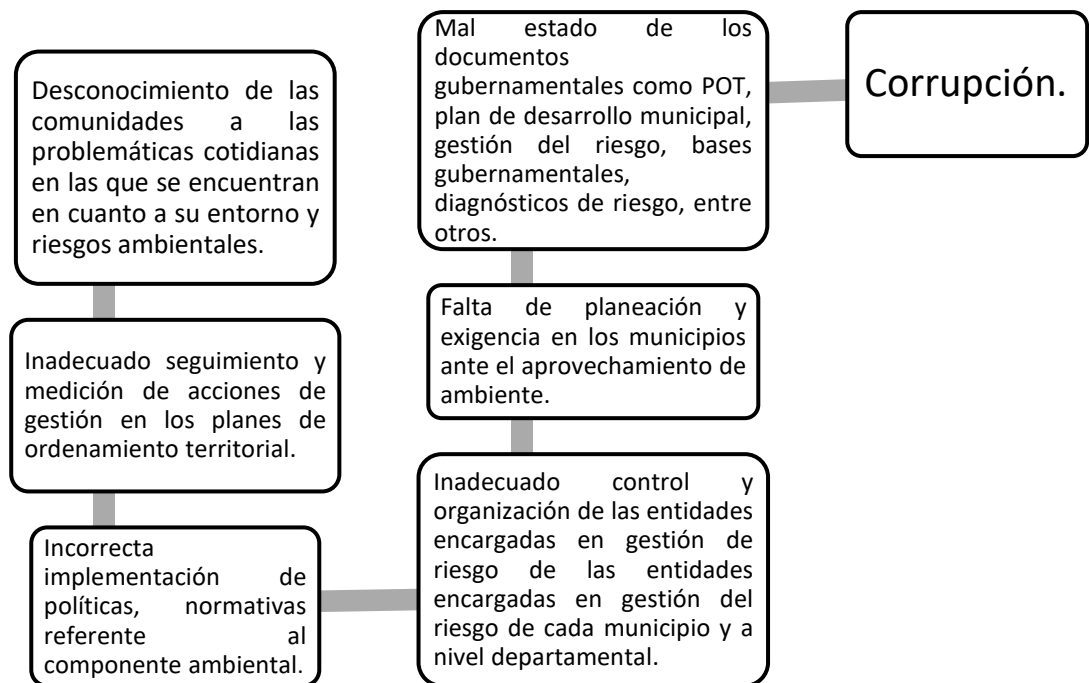 Desconocimiento de las
comunidades a las
problemáticas cotidianas
en las que se encuentran
en cuanto a su entorno y
riesgos ambientales.
Inadecuado seguimiento y
medición de acciones de
gestión en los planes de
ordenamiento territorial.
Incorrecta
implementación de
políticas, normativas
referente al
componente ambiental.
Inadecuado control y
organización de las entidades
encargadas en gestión de
riesgo de las entidades
encargadas en gestión del
riesgo de cada municipio y a
nivel departamental.
Falta de planeación y
exigencia en los municipios
ante el aprovechamiento de
ambiente.
Mal estado de los
documentos
gubernamentales como POT,
plan de desarrollo municipal,
gestión del riesgo, bases
gubernamentales,
diagnósticos de riesgo, entre
otros.
Corrupción.